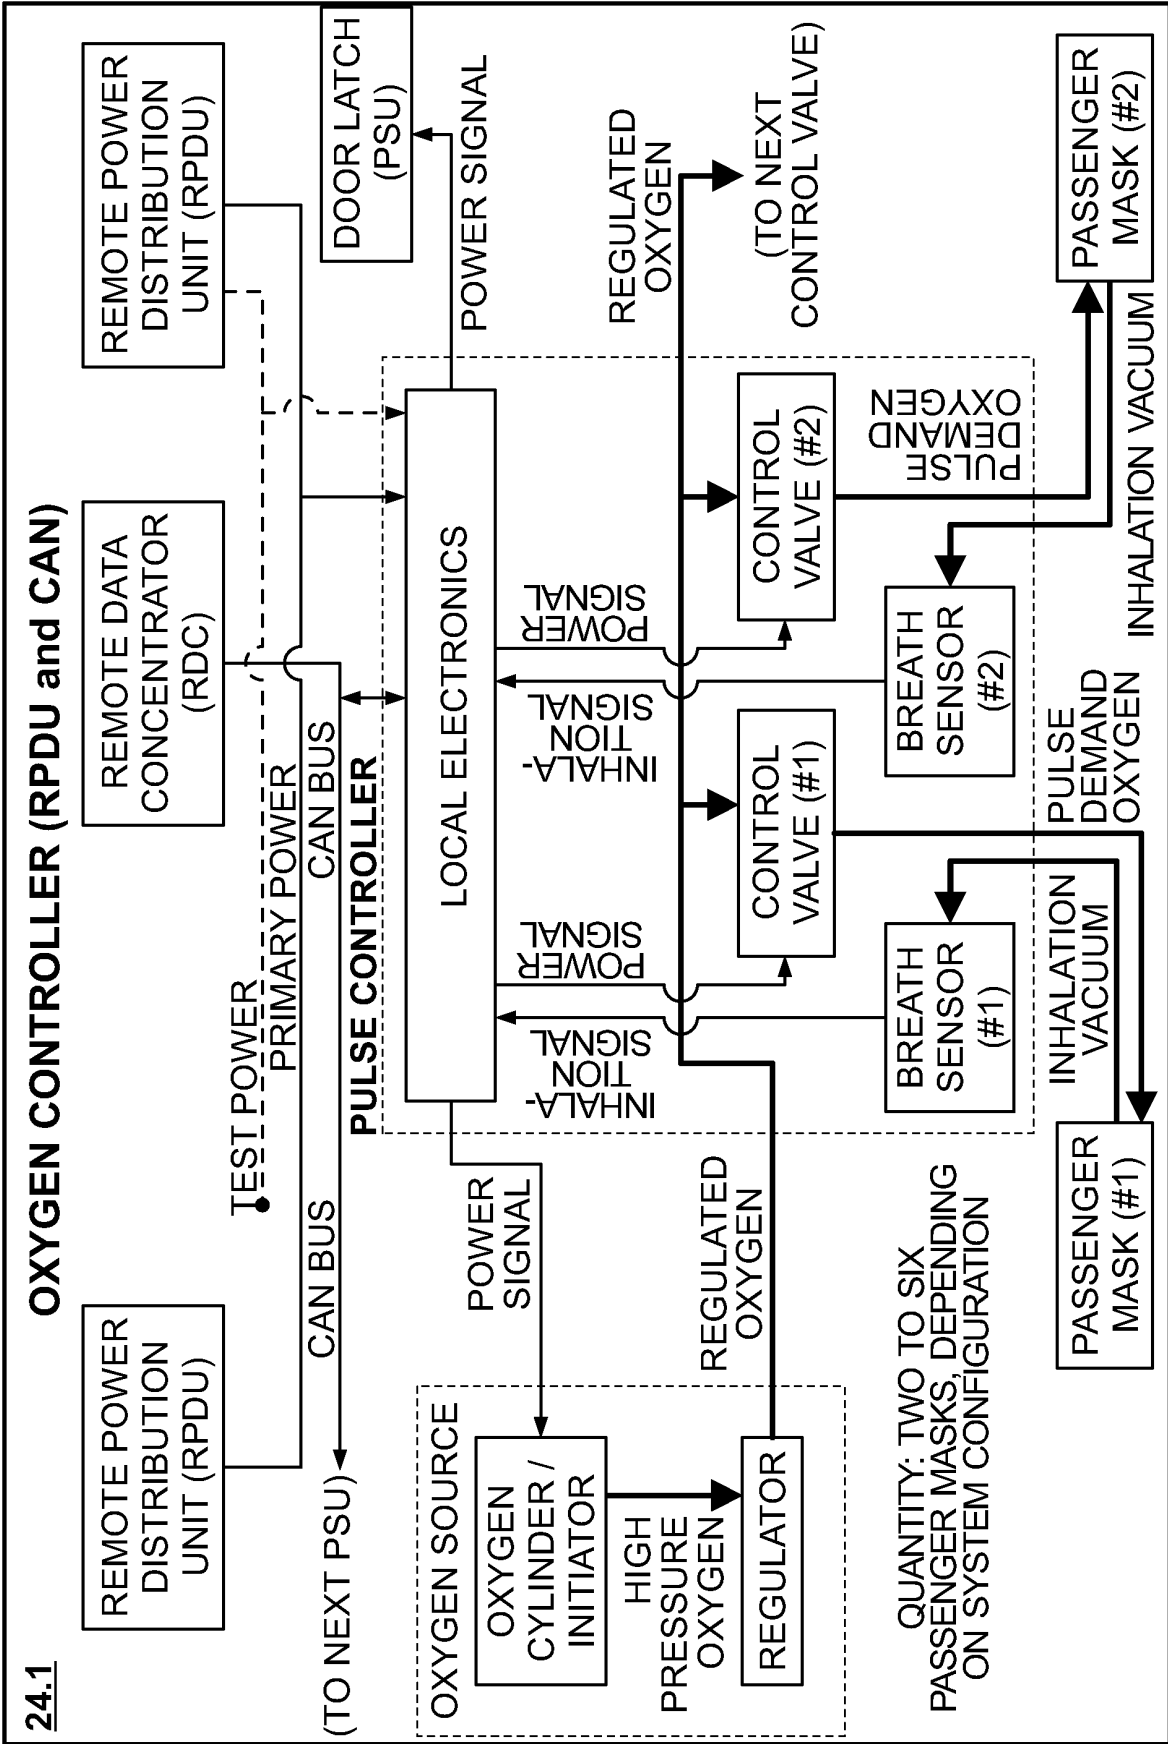 24.1
OXYGEN CONTROLLER (RPDU and CAN)
REMOTE POWER
DISTRIBUTION
UNIT (RPDU)
REMOTE DATA
CONCENTRATOR
(RDC)
REMOTE POWER
DISTRIBUTION
UNIT (RPDU)
TEST POWER
PRIMARY POWER
CAN BUS
CAN BUS
(TO NEXT PSU)
PULSE CONTROLLER
DOOR LATCH
(PSU)
POWER SIGNAL
LOCAL ELECTRONICS
OXYGEN SOURCE
OXYGEN
CYLINDER /
INITIATOR
POWER
SIGNAL
HIGH
PRESSURE
OXYGEN
REGULATOR
REGULATED
OXYGEN
INHALA-
TION
SIGNAL
POWER
SIGNAL
INHALA-
TION
SIGNAL
POWER
SIGNAL
REGULATED
OXYGEN
(TO NEXT
CONTROL VALVE)
CONTROL
VALVE (#1)
CONTROL
VALVE (#2)
PULSE
DEMAND
OXYGEN
BREATH
SENSOR
(#1)
BREATH
SENSOR
(#2)
INHALATION
VACUUM
PULSE
DEMAND
OXYGEN
INHALATION VACUUM
QUANTITY: TWO TO SIX
PASSENGER MASKS, DEPENDING
ON SYSTEM CONFIGURATION
PASSENGER
MASK (#1)
PASSENGER
MASK (#2)